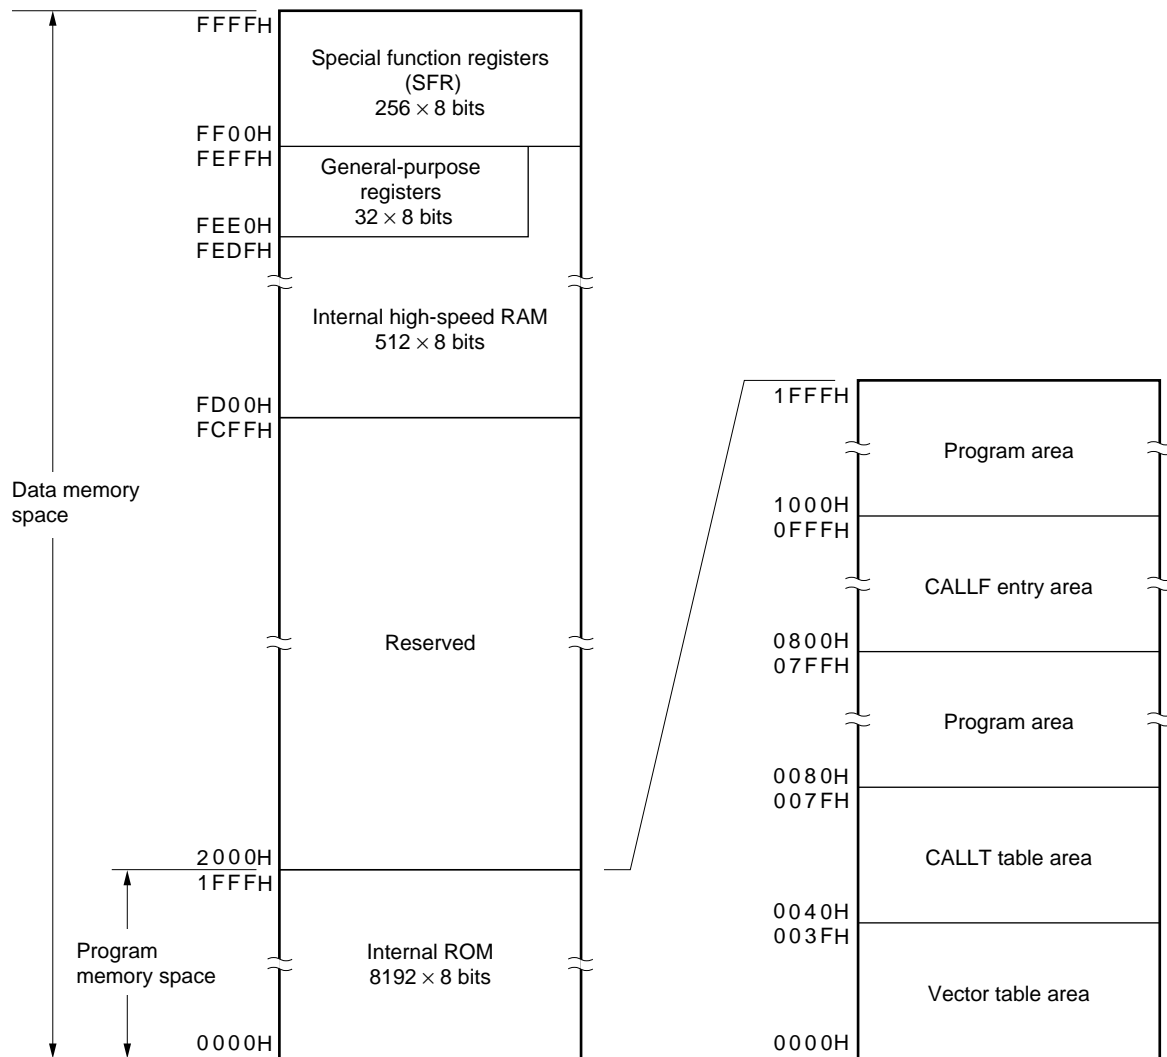 FFFFH
Special function registers
(SFR)
256 × 8 bits
FF00H
FEFFH
General-purpose
registers
32 × 8 bits
FEE0H
FEDFH
Internal high-speed RAM
512 × 8 bits
FD00H
FCFFH
Data memory
space
Reserved
2000H
1FFFH
Program
memory space
Internal ROM
8192 × 8 bits
0000H
1FFFH
Program area
1000H
0FFFH
CALLF entry area
0800H
07FFH
Program area
0080H
007FH
CALLT table area
0040H
003FH
Vector table area
0000H